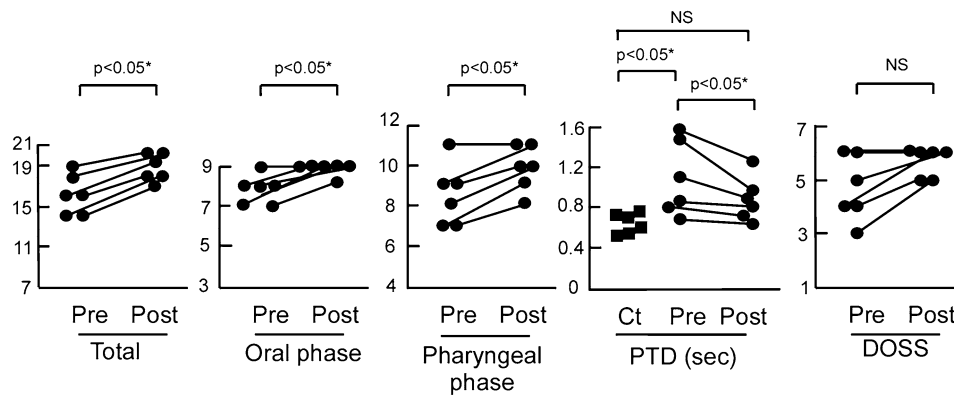 NS
p<0.05*
p<0.05*
p<0.05*
p<0.05*
p<0.05*
NS
21
19
15
11
7
Pre Post
Total
9
7
5
3
Pre Post
Oral phase
12
10
8
6
4
Pre Post
Pharyngeal
phase
1.6
1.2
0.8
0.4
0
Ct Pre Post
PTD (sec)
7
5
3
1
Pre Post
DOSS